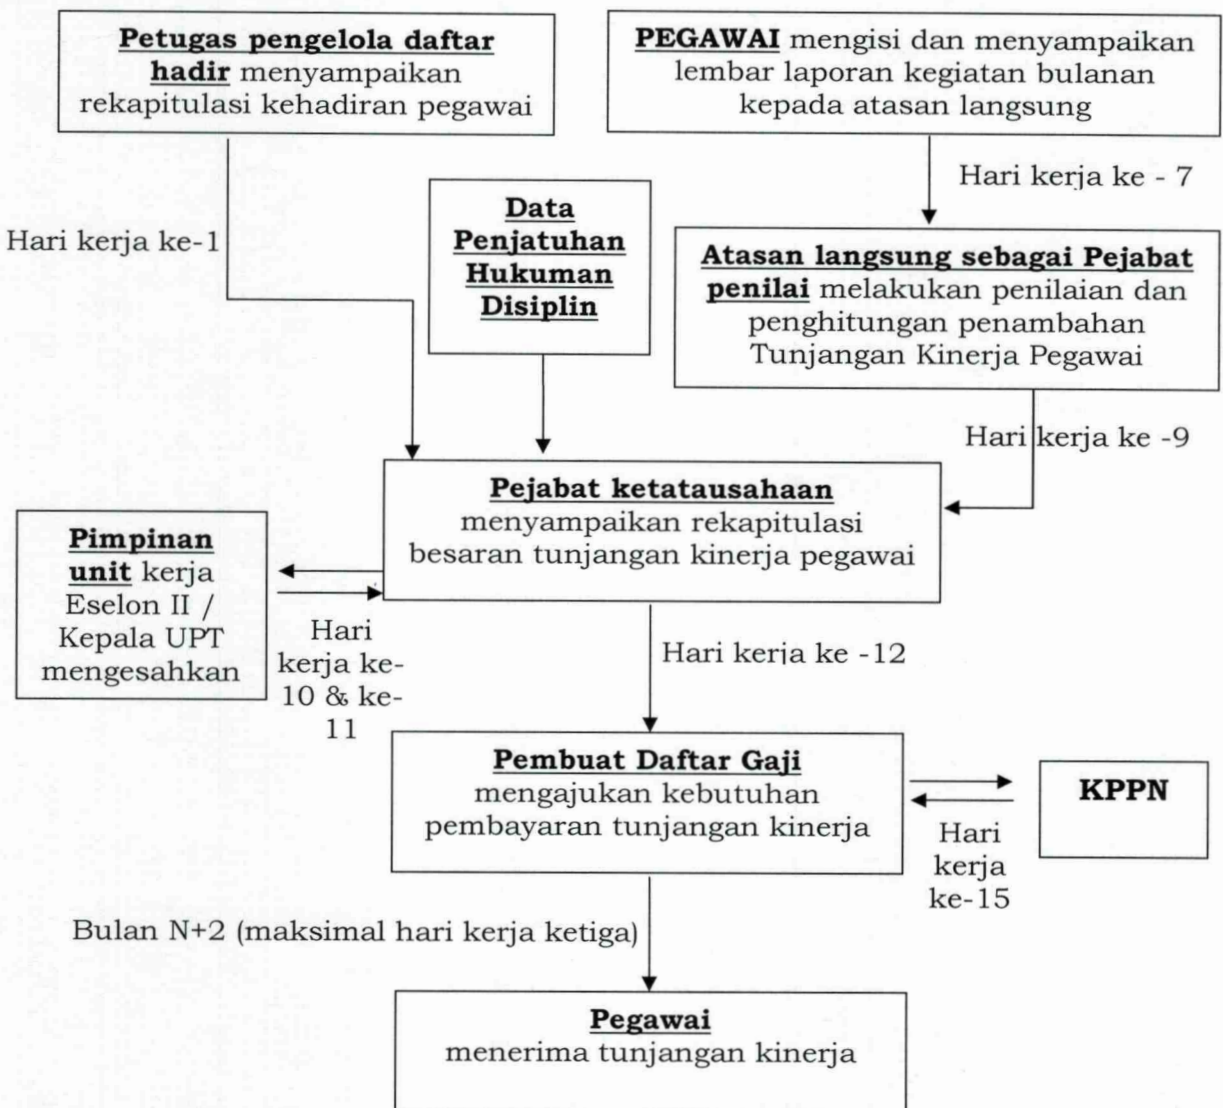 Petugas pengelola daftar
hadir menyampaikan
rekapitulasi kehadiran pegawai
PEGAWAI mengisi dan menyampaikan
lembar laporan kegiatan bulanan
kepada atasan langsung
Hari kerja ke - 7
Hari kerja ke-1
Data
Penjatuhan
Hukuman
Disiplin
Atasan langsung sebagai Pejabat
penilai melakukan penilaian dan
penghitungan penambahan
Tunjangan Kinerja Pegawai
Hari kerja ke -9
Pejabat ketatausahaan
menyampaikan rekapitulasi
besaran tunjangan kinerja pegawai
Pimpinan
unit kerja
Eselon II /
Kepala UPT
mengesahkan
Hari
kerja ke-
10 & ke-
11
Hari kerja ke -12
Pembuat Daftar Gaji
mengajukan kebutuhan
pembayaran tunjangan kinerja
KPPN
Hari
kerja
ke-15
Bulan N+2 (maksimal hari kerja ketiga)
Pegawai
menerima tunjangan kinerja